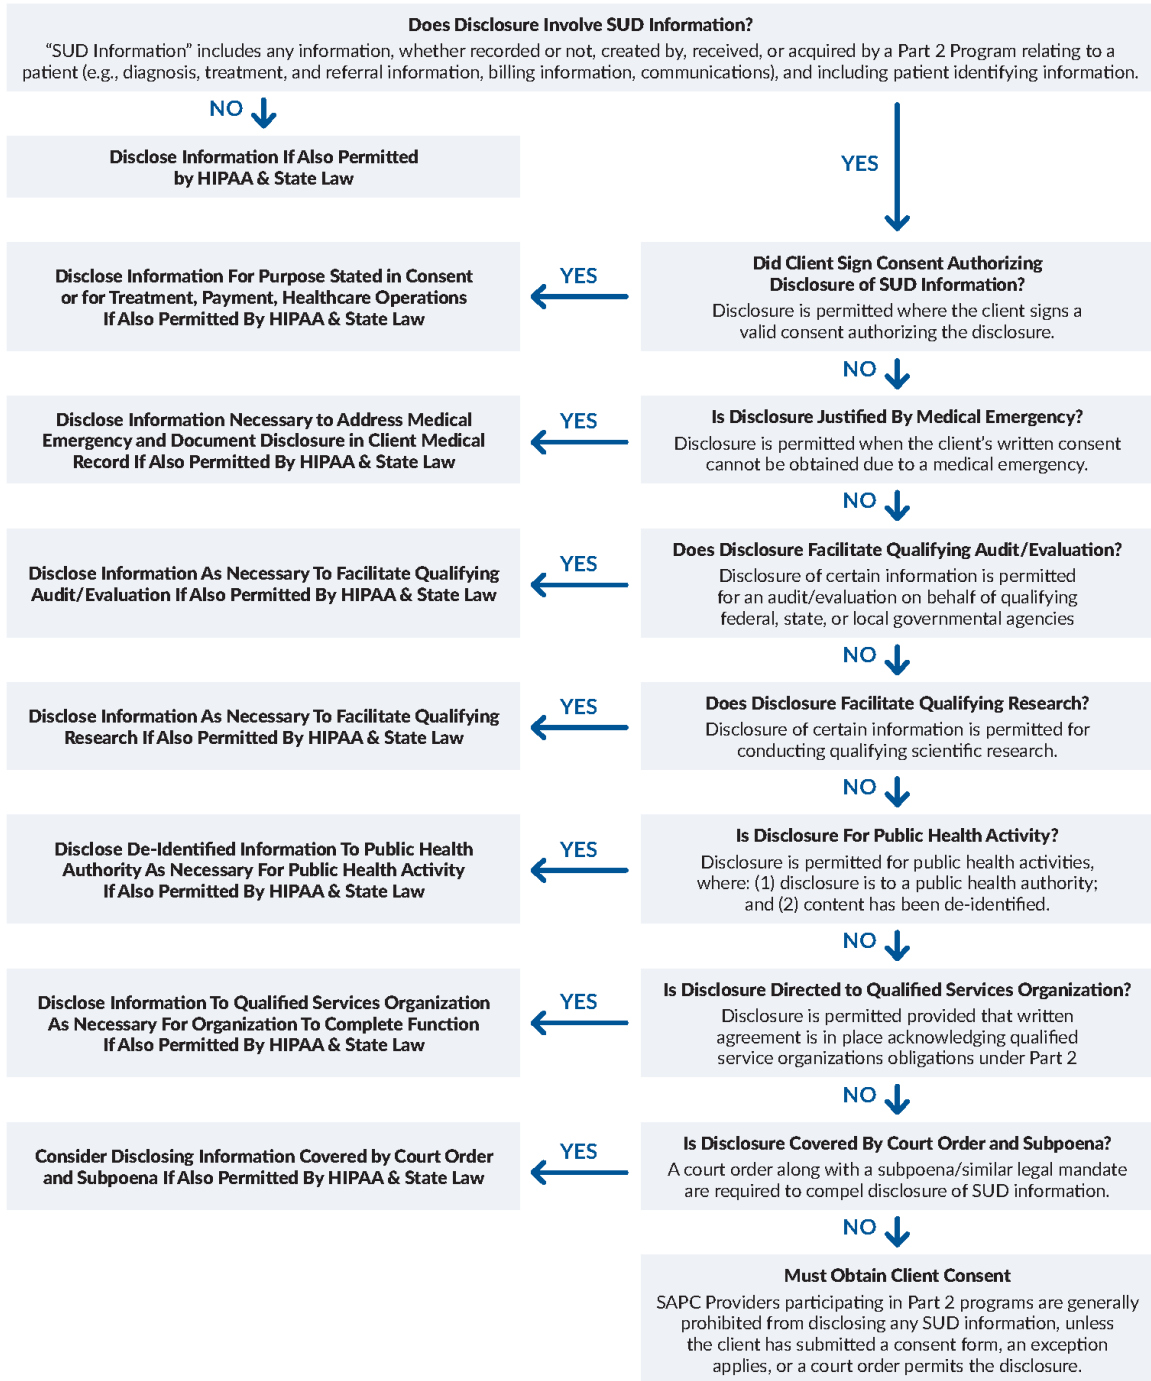 Does Disclosure Involve SUD Information?
“SUD Information” includes any information, whether recorded or not, created by, received, or acquired by a Part 2 Program relating to a
patient (e.g., diagnosis, treatment, and referral information, billing information, communications), and including patient identifying information.
NO
YES
Disclose Information If Also Permitted
by HIPAA & State Law
Did Client Sign Consent Authorizing
Disclosure of SUD Information?
Disclosure is permitted where the client signs a
valid consent authorizing the disclosure.
YES
Disclose Information For Purpose Stated in Consent
or for Treatment, Payment, Healthcare Operations
If Also Permitted By HIPAA & State Law
NO
Is Disclosure Justified By Medical Emergency?
Disclosure is permitted when the client’s written consent
cannot be obtained due to a medical emergency.
YES
Disclose Information Necessary to Address Medical
Emergency and Document Disclosure in Client Medical
Record If Also Permitted By HIPAA & State Law
NO
Does Disclosure Facilitate Qualifying Audit/Evaluation?
Disclosure of certain information is permitted
for an audit/evaluation on behalf of qualifying
federal, state, or local governmental agencies
YES
Disclose Information As Necessary To Facilitate Qualifying
Audit/Evaluation If Also Permitted By HIPAA & State Law
NO
Does Disclosure Facilitate Qualifying Research?
Disclosure of certain information is permitted for
conducting qualifying scientific research.
YES
Disclose Information As Necessary To Facilitate Qualifying
Research If Also Permitted By HIPAA & State Law
NO
Is Disclosure For Public Health Activity?
Disclosure is permitted for public health activities,
where: (1) disclosure is to a public health authority;
and (2) content has been de-identified.
YES
Disclose De-Identified Information To Public Health
Authority As Necessary For Public Health Activity
If Also Permitted By HIPAA & State Law
NO
Is Disclosure Directed to Qualified Services Organization?
Disclosure is permitted provided that written
agreement is in place acknowledging qualified
service organizations obligations under Part 2
YES
Disclose Information To Qualified Services Organization
As Necessary For Organization To Complete Function
If Also Permitted By HIPAA & State Law
NO
Is Disclosure Covered By Court Order and Subpoena?
A court order along with a subpoena/similar legal mandate
are required to compel disclosure of SUD information.
YES
Consider Disclosing Information Covered by Court Order
and Subpoena If Also Permitted By HIPAA & State Law
NO
Must Obtain Client Consent
SAPC Providers participating in Part 2 programs are generally
prohibited from disclosing any SUD information, unless
the client has submitted a consent form, an exception
applies, or a court order permits the disclosure.